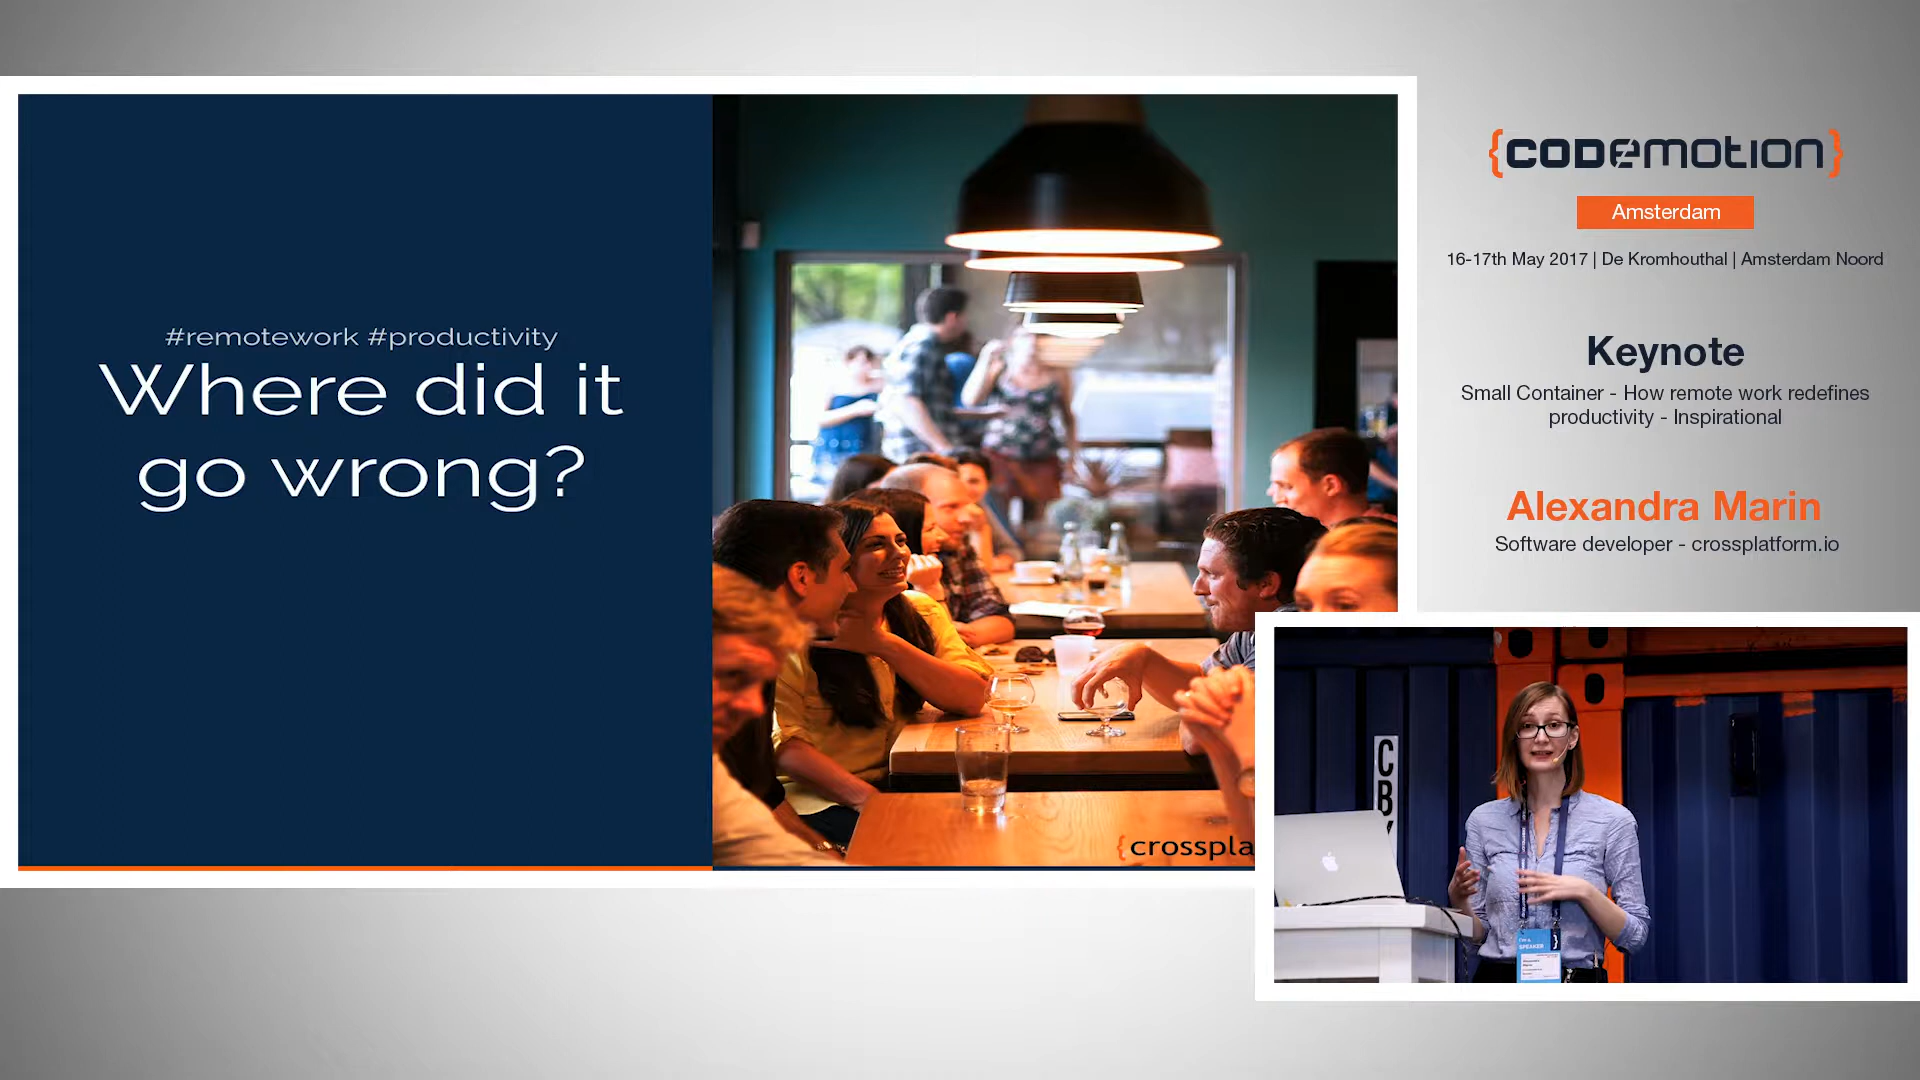 #remotework #productivity
Where did it
go wrong?
{crosspla
{CODEMOTION}
Amsterdam
16-17th May 2017 | De Kromhouthal | Amsterdam Noord
Keynote
Small Container - How remote work redefines
productivity - Inspirational
Alexandra Marin
Software developer - crossplatform.io
C
B
I'M A
SPEAKER